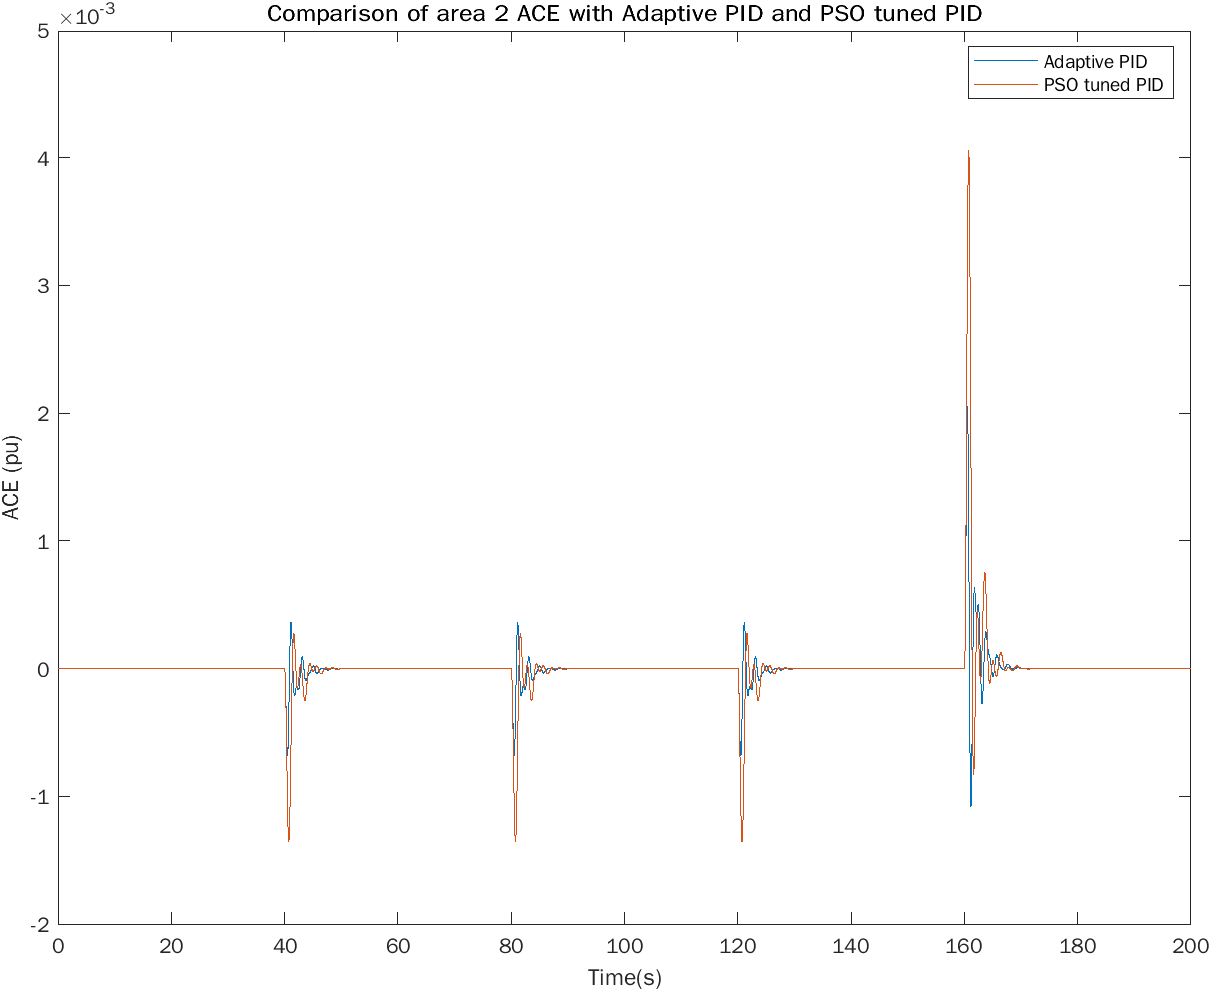 Comparison of area 2 ACE with Adaptive PID and PSO tuned PID
×10-3
5
4
3
2
1
0
-1
-2
ACE (pu)
Adaptive PID
PSO tuned PID
0 20 40 60 80 100 120 140 160 180 200
Time(s)